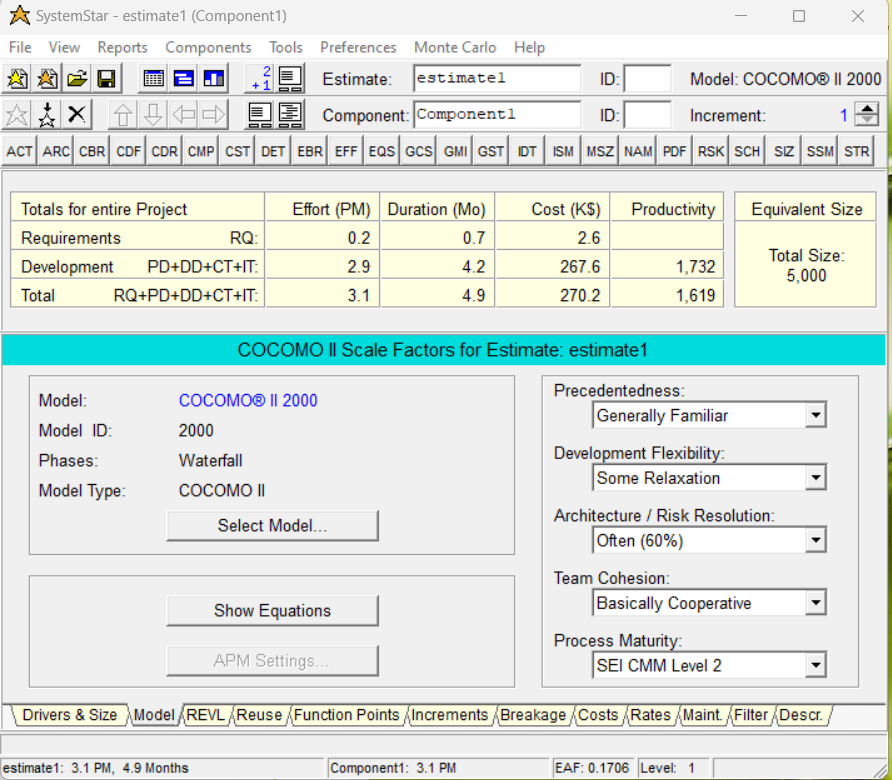 SystemStar - estimate1 (Component1)
File View Reports Components Tools Preferences Monte Carlo Help
2 +1 Estimate: estimate1 ID: Model: COCOMO® II 2000
Component: Component1 ID: Increment: 1
ACT ARC CBR CDF CDR CMP CST DET EBR EFF EQS GCS GMI GST IDT ISM MSZ NAM PDF RSK SCH SIZ SSM STR
Totals for entire Project Effort (PM) Duration (Mo) Cost (K$) Productivity Equivalent Size
Requirements RQ: 0.2 0.7 2.6
Development PD+DD+CT+IT: 2.9 4.2 267.6 1,732
Total RQ+PD+DD+CT+IT: 3.1 4.9 270.2 1,619
Total Size:
5,000
COCOMO II Scale Factors for Estimate: estimate1
Model: COCOMO® II 2000
Model ID: 2000
Phases: Waterfall
Model Type: COCOMO II
Select Model...
Show Equations
APM Settings...
Precedentedness:
Generally Familiar
Development Flexibility:
Some Relaxation
Architecture / Risk Resolution:
Often (60%)
Team Cohesion:
Basically Cooperative
Process Maturity:
SEI CMM Level 2
Drivers & Size Model REVL Reuse Function Points Increments Breakage Costs Rates Maint. Filter Descr.
estimate1: 3.1 PM, 4.9 Months Component1: 3.1 PM EAF: 0.1706 Level: 1